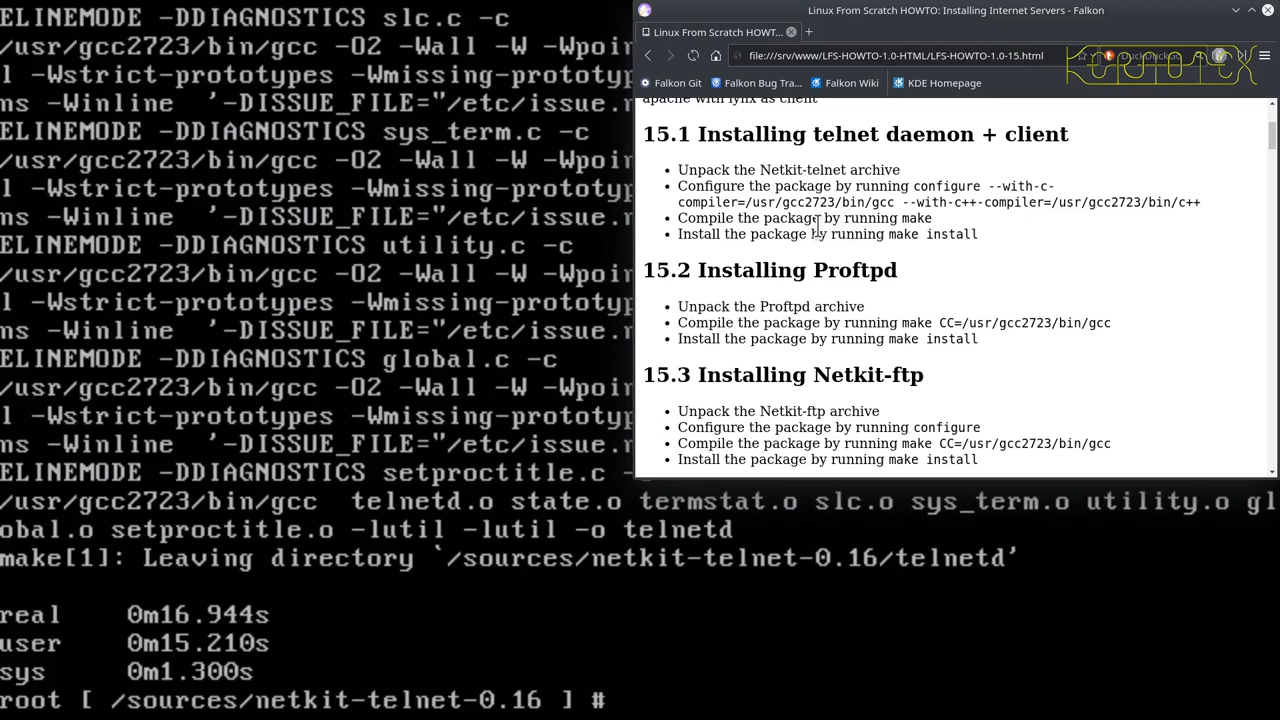 ELINEMODE -DDIAGNOSTICS slc.c -c
/usr/gcc2723/bin/gcc -O2 -Wall -W -Wpoin
l -Wstrict-prototypes -Wmissing-prototyp
ns -Winline  '-DISSUE_FILE="/etc/issue.n
ELINEMODE -DDIAGNOSTICS sys_term.c -c
/usr/gcc2723/bin/gcc -O2 -Wall -W -Wpoin
l -Wstrict-prototypes -Wmissing-prototyp
ns -Winline  '-DISSUE_FILE="/etc/issue.n
ELINEMODE -DDIAGNOSTICS utility.c -c
/usr/gcc2723/bin/gcc -O2 -Wall -W -Wpoin
l -Wstrict-prototypes -Wmissing-prototyp
ns -Winline  '-DISSUE_FILE="/etc/issue.n
ELINEMODE -DDIAGNOSTICS global.c -c
/usr/gcc2723/bin/gcc -O2 -Wall -W -Wpoin
l -Wstrict-prototypes -Wmissing-prototyp
ns -Winline  '-DISSUE_FILE="/etc/issue.n
ELINEMODE -DDIAGNOSTICS setproctitle.c -
/usr/gcc2723/bin/gcc  telnetd.o state.o termstat.o slc.o sys_term.o utility.o gl
obal.o setproctitle.o -lutil -lutil -o telnetd
make[1]: Leaving directory `/sources/netkit-telnet-0.16/telnetd'
real    0m16.944s
user    0m15.210s
sys     0m1.300s
root [ /sources/netkit-telnet-0.16 ] #
Linux From Scratch HOWTO: Installing Internet Servers - Falkon
Linux From Scratch HOWT...
file:///srv/www/LFS-HOWTO-1.0-HTML/LFS-HOWTO-1.0-15.html
Falkon Git Falkon Bug Tra... Falkon Wiki KDE Homepage
apache with lynx as client
15.1 Installing telnet daemon + client
• Unpack the Netkit-telnet archive
• Configure the package by running configure --with-c-
compiler=/usr/gcc2723/bin/gcc --with-c++-compiler=/usr/gcc2723/bin/c++
• Compile the package by running make
• Install the package by running make install
15.2 Installing Proftpd
• Unpack the Proftpd archive
• Compile the package by running make CC=/usr/gcc2723/bin/gcc
• Install the package by running make install
15.3 Installing Netkit-ftp
• Unpack the Netkit-ftp archive
• Configure the package by running configure
• Compile the package by running make CC=/usr/gcc2723/bin/gcc
• Install the package by running make install